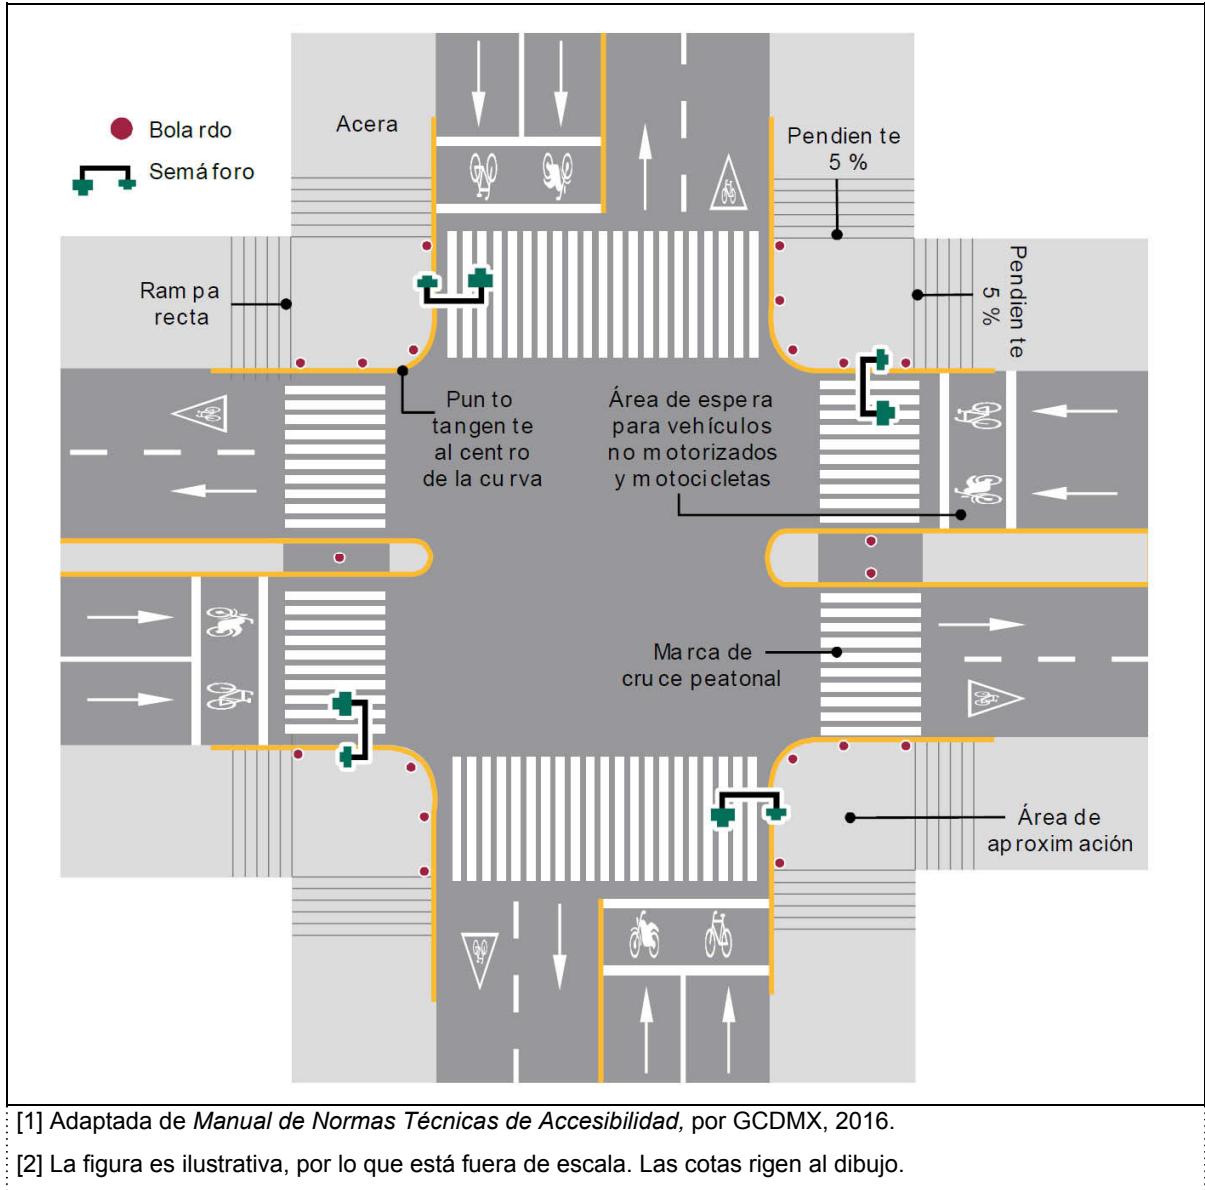 Bolardo
Semáforo
Acera
Pendiente
5 %
Pendiente
5 %
Rampa
recta
Punto
tangente
al centro
de la curva
Área de espera
para vehículos
no motorizados
y motocicletas
Marca de
cruce peatonal
Área de
aproximación
[1] Adaptada de Manual de Normas Técnicas de Accesibilidad, por GCDMX, 2016.
[2] La figura es ilustrativa, por lo que está fuera de escala. Las cotas rigen al dibujo.